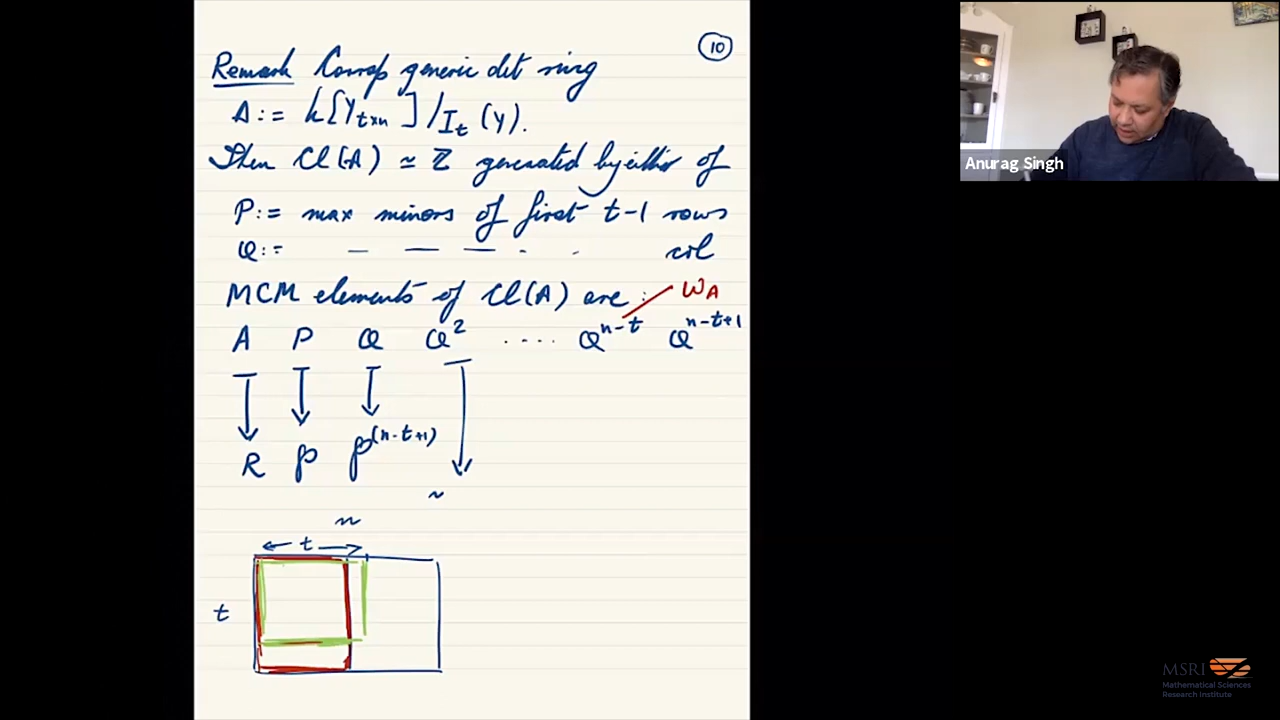 10
Remark Corresp generic det ring
A := k[Y_{t×n}]/I_t(Y).
Then Cl(A) ≃ ℤ generated by either of
P := max minors of first t-1 rows
Q := — — — . . col
MCM elements of Cl(A) are : ω_A
A P Q Q^2 .... Q^{n-t} Q^{n-t+1}
R ℘ ℘^{(n-t+1)}
~
n
← t →
t
Anurag Singh
MSRI
Mathematical Sciences
Research Institute